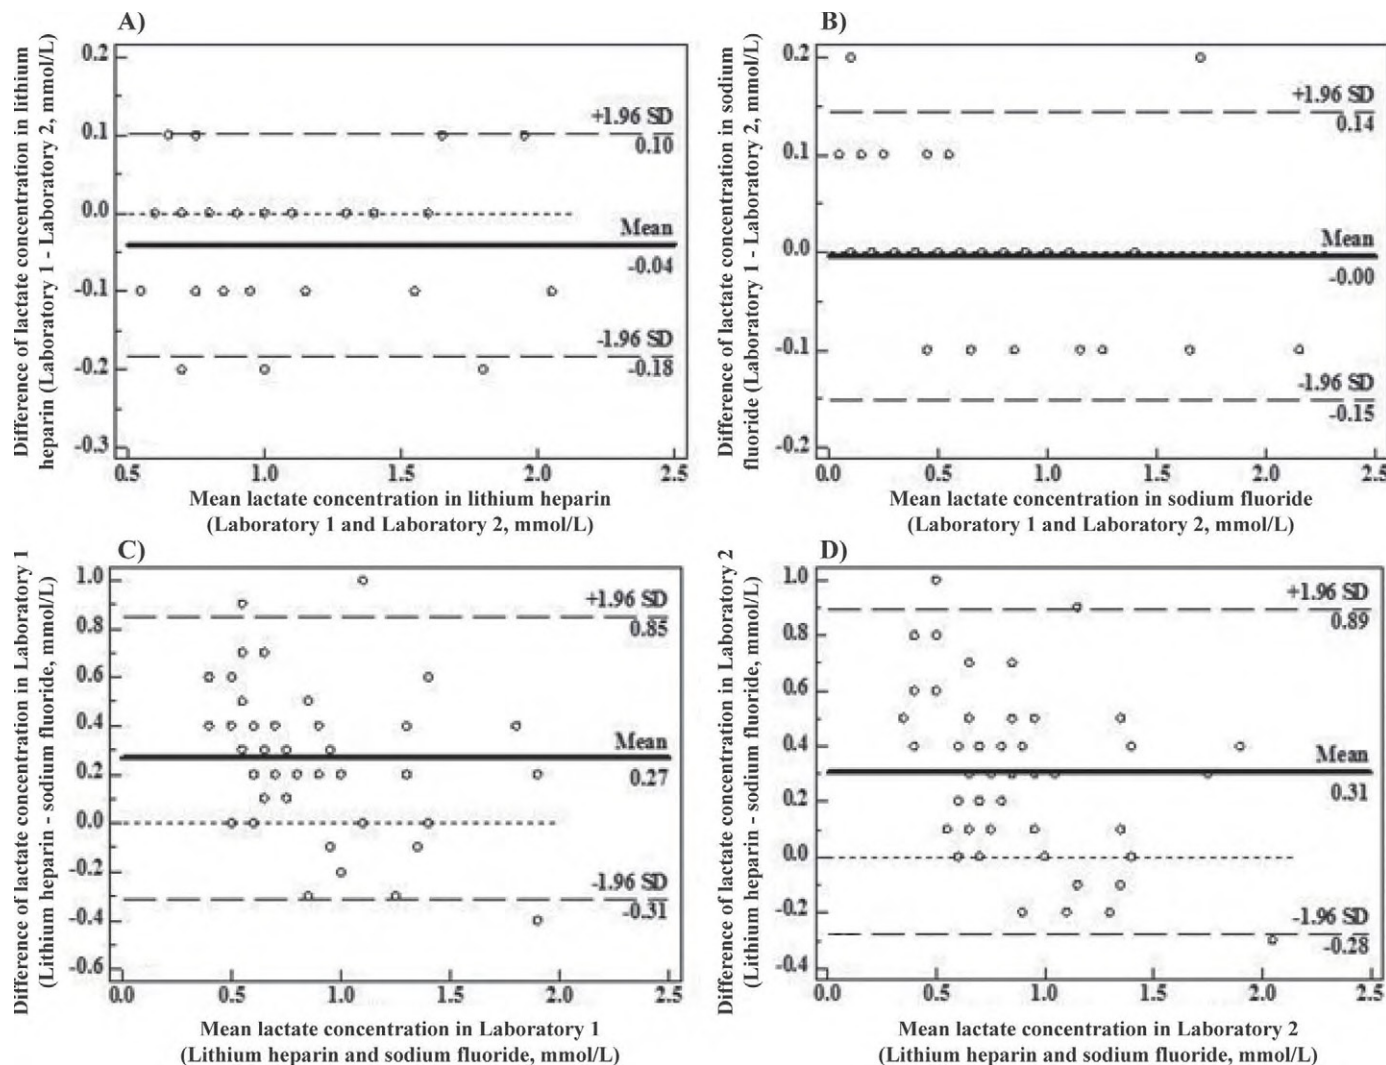 A)
Difference of lactate concentration in lithium
heparin (Laboratory 1 - Laboratory 2, mmol/L)
0.2
0.1
0.0
-0.1
-0.2
-0.3
+1.96 SD
0.10
Mean
-0.04
-1.96 SD
-0.18
0.5 1.0 1.5 2.0 2.5
Mean lactate concentration in lithium heparin
(Laboratory 1 and Laboratory 2, mmol/L)
B)
Difference of lactate concentration in sodium
fluoride (Laboratory 1 - Laboratory 2, mmol/L)
0.2
0.1
0.0
-0.1
-0.2
+1.96 SD
0.14
Mean
-0.00
-1.96 SD
-0.15
0.0 0.5 1.0 1.5 2.0 2.5
Mean lactate concentration in sodium fluoride
(Laboratory 1 and Laboratory 2, mmol/L)
C)
Difference of lactate concentration in Laboratory 1
(Lithium heparin - sodium fluoride, mmol/L)
1.0
0.8
0.6
0.4
0.2
0.0
-0.2
-0.4
-0.6
+1.96 SD
0.85
Mean
0.27
-1.96 SD
-0.31
0.0 0.5 1.0 1.5 2.0 2.5
Mean lactate concentration in Laboratory 1
(Lithium heparin and sodium fluoride, mmol/L)
D)
Difference of lactate concentration in Laboratory 2
(Lithium heparin - sodium fluoride, mmol/L)
1.0
0.8
0.6
0.4
0.2
0.0
-0.2
-0.4
+1.96 SD
0.89
Mean
0.31
-1.96 SD
-0.28
0.0 0.5 1.0 1.5 2.0 2.5
Mean lactate concentration in Laboratory 2
(Lithium heparin and sodium fluoride, mmol/L)